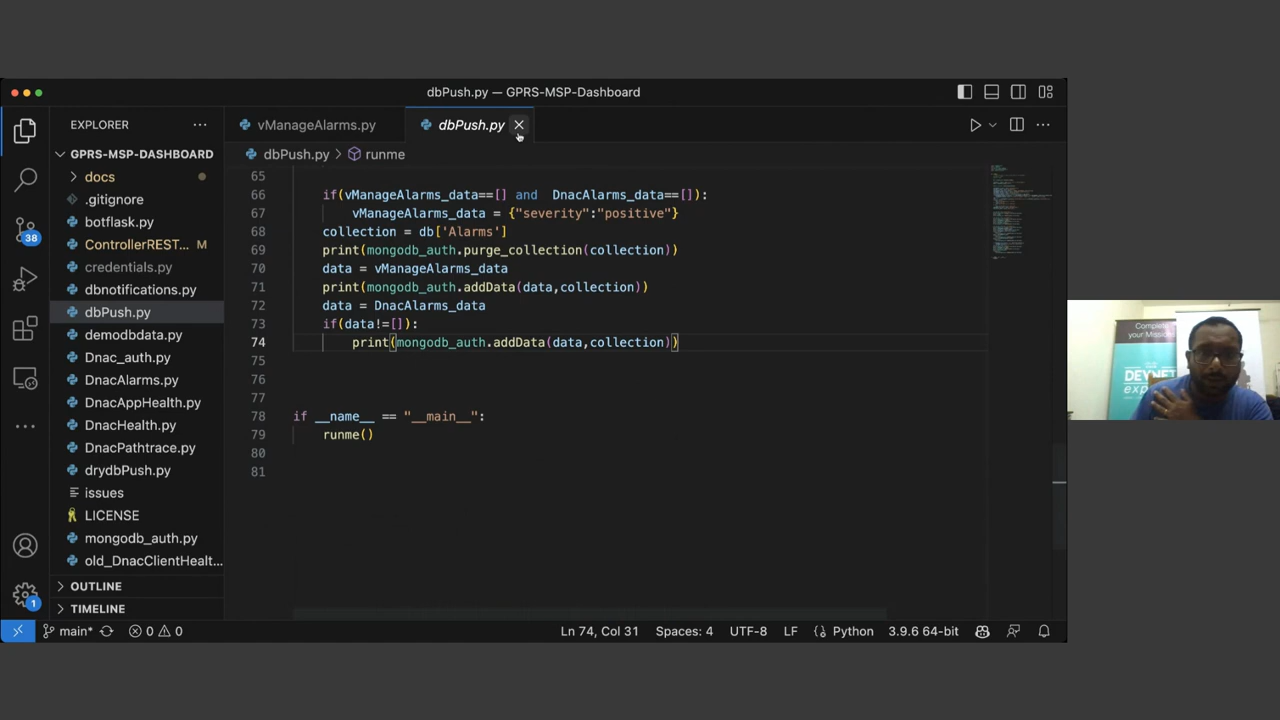 dbPush.py — GPRS-MSP-Dashboard
EXPLORER
GPRS-MSP-DASHBOARD
docs
.gitignore
botflask.py
ControllerREST... M
credentials.py
dbnotifications.py
dbPush.py
demodbdata.py
Dnac_auth.py
DnacAlarms.py
DnacAppHealth.py
DnacHealth.py
DnacPathtrace.py
drydbPush.py
issues
LICENSE
mongodb_auth.py
old_DnacClientHealt...
OUTLINE
TIMELINE
38
1
vManageAlarms.py
dbPush.py
dbPush.py > runme
65
66 if(vManageAlarms_data==[] and DnacAlarms_data==[]):
67 vManageAlarms_data = {"severity":"positive"}
68 collection = db['Alarms']
69 print(mongodb_auth.purge_collection(collection))
70 data = vManageAlarms_data
71 print(mongodb_auth.addData(data,collection))
72 data = DnacAlarms_data
73 if(data!=[]):
74 print(mongodb_auth.addData(data,collection))
75
76
77
78 if __name__ == "__main__":
79 runme()
80
81
main* 0 0
Ln 74, Col 31 Spaces: 4 UTF-8 LF Python 3.9.6 64-bit
Complete
your Missio
DEVNET
exp